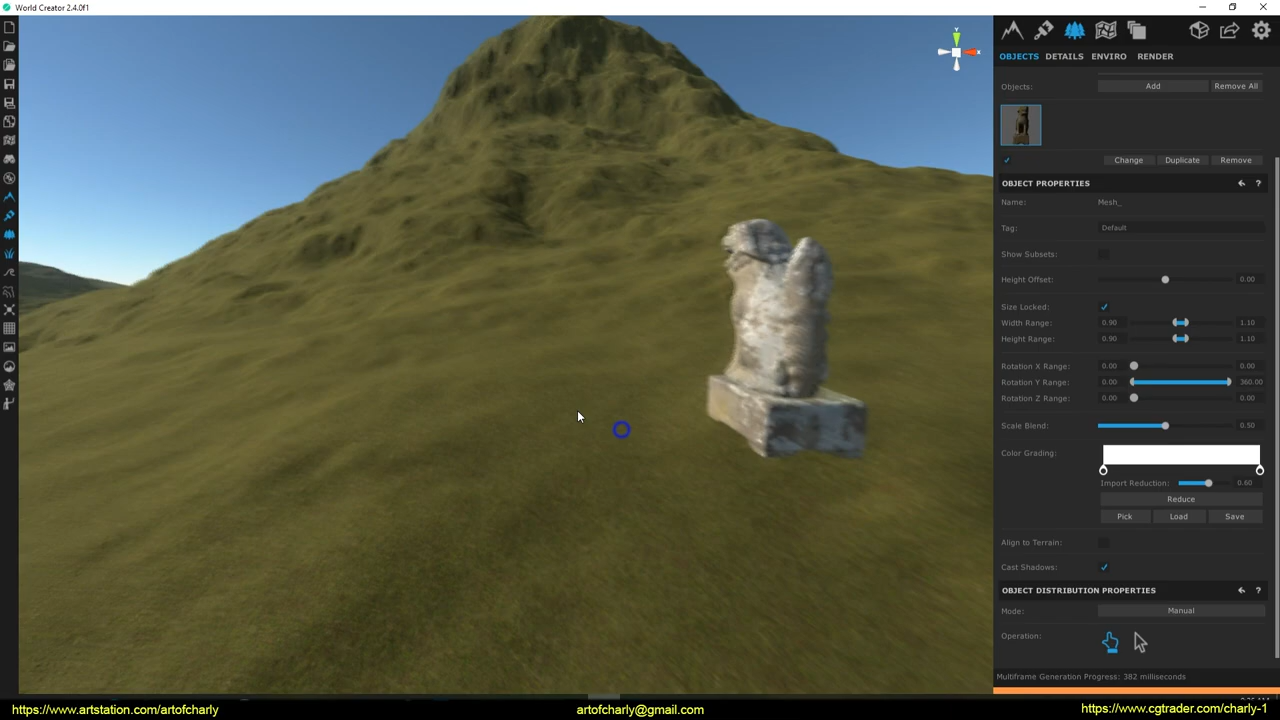 World Creator 2.4.0f1
Y
X
OBJECTS DETAILS ENVIRO RENDER
Objects: Add Remove All
Change Duplicate Remove
OBJECT PROPERTIES ?
Name: Mesh_
Tag: Default
Show Subsets:
Height Offset: 0.00
Size Locked:
Width Range: 0.90 1.10
Height Range: 0.90 1.10
Rotation X Range: 0.00 0.00
Rotation Y Range: 0.00 360.00
Rotation Z Range: 0.00 0.00
Scale Blend: 0.50
Color Grading:
Import Reduction: 0.60
Reduce
Pick Load Save
Align to Terrain:
Cast Shadows:
OBJECT DISTRIBUTION PROPERTIES ?
Mode: Manual
Operation:
Multiframe Generation Progress: 382 milliseconds
https://www.artstation.com/artofcharly artofcharly@gmail.com https://www.cgtrader.com/charly-1